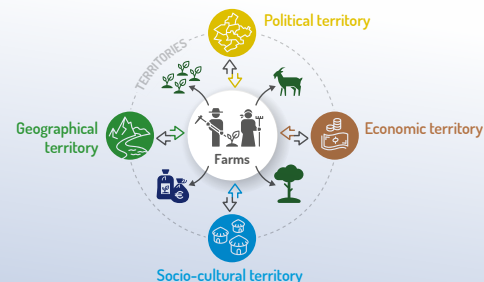 Political territory
TERRITORIES
Geographical
territory
Economic territory
Farms
€
Socio-cultural territory